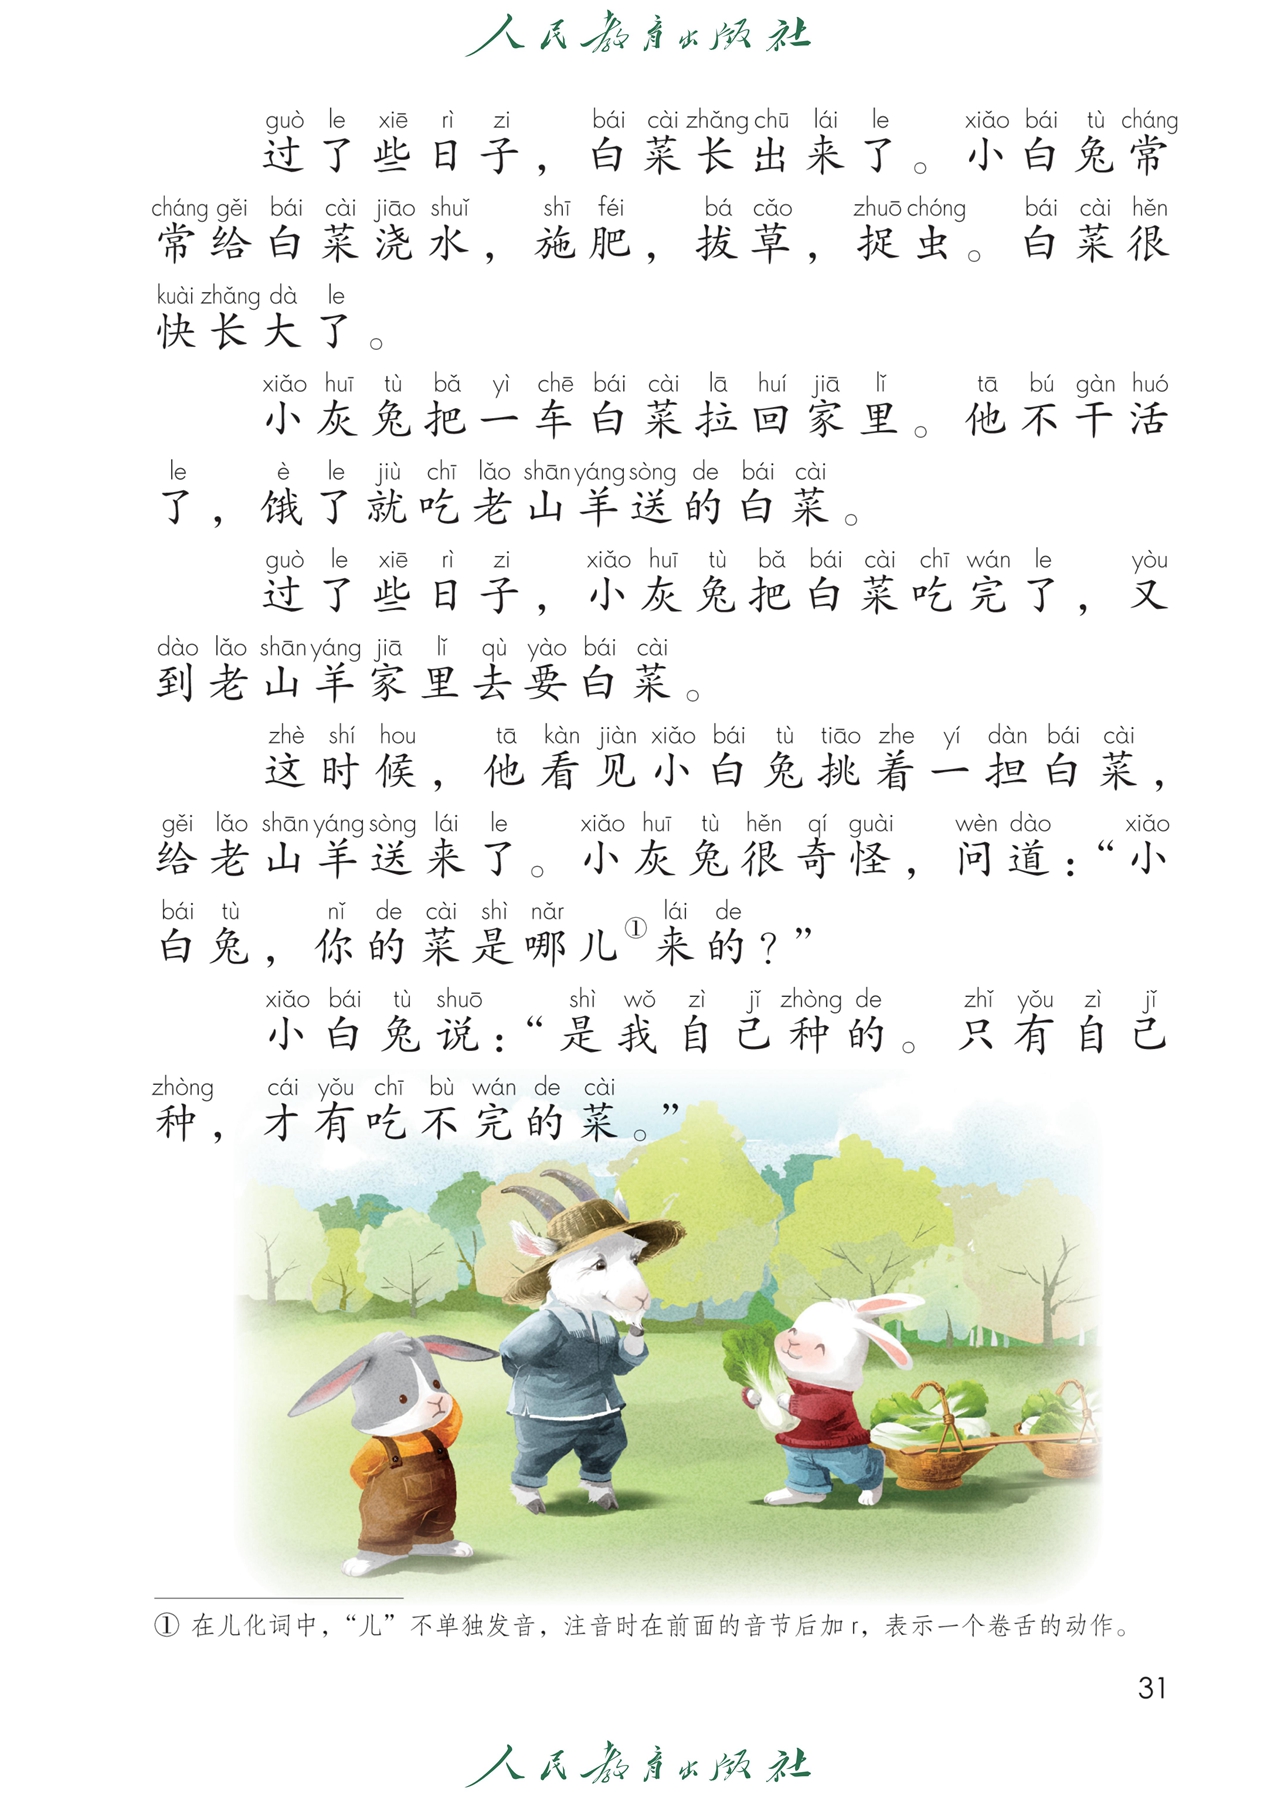 人民教育出版社
guò le xiē rì zi bái cài zhǎng chū lái le xiǎo bái tù cháng
过了些日子，白菜长出来了。小白兔常
cháng gěi bái cài jiāo shuǐ shī féi bá cǎo zhuō chóng bái cài hěn
常给白菜浇水，施肥，拔草，捉虫。白菜很
kuài zhǎng dà le
快长大了。
xiǎo huī tù bǎ yì chē bái cài lā huí jiā lǐ tā bú gàn huó
小灰兔把一车白菜拉回家里。他不干活
le è le jiù chī lǎo shān yáng sòng de bái cài
了，饿了就吃老山羊送的白菜。
guò le xiē rì zi xiǎo huī tù bǎ bái cài chī wán le yòu
过了些日子，小灰兔把白菜吃完了，又
dào lǎo shān yáng jiā lǐ qù yào bái cài
到老山羊家里去要白菜。
zhè shí hou tā kàn jiàn xiǎo bái tù tiāo zhe yí dàn bái cài
这时候，他看见小白兔挑着一担白菜，
gěi lǎo shān yáng sòng lái le xiǎo huī tù hěn qí guài wèn dào xiǎo
给老山羊送来了。小灰兔很奇怪，问道：“小
bái tù nǐ de cài shì nǎr lái de
白兔，你的菜是哪儿①来的？”
xiǎo bái tù shuō shì wǒ zì jǐ zhòng de zhǐ yǒu zì jǐ
小白兔说：“是我自己种的。只有自己
zhòng cái yǒu chī bù wán de cài
种，才有吃不完的菜。”
① 在儿化词中，“儿”不单独发音，注音时在前面的音节后加 r，表示一个卷舌的动作。
31
人民教育出版社